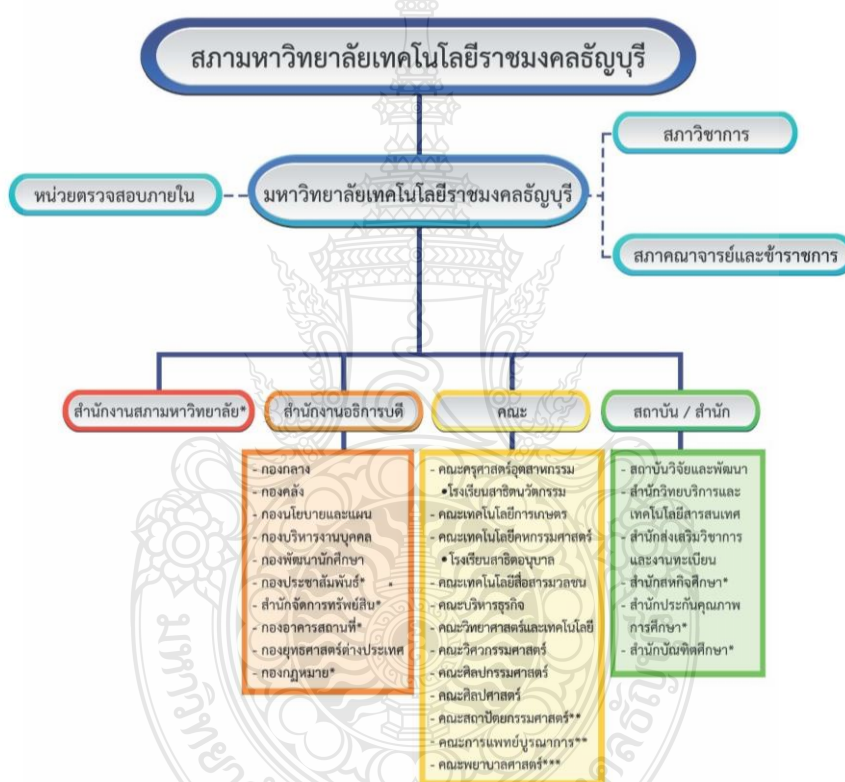 สภามหาวิทยาลัยเทคโนโลยีราชมงคลธัญบุรี
สภาวิชาการ
หน่วยตรวจสอบภายใน
มหาวิทยาลัยเทคโนโลยีราชมงคลธัญบุรี
สภาคณาจารย์และข้าราชการ
สำนักงานสภามหาวิทยาลัย*
สำนักงานอธิการบดี
คณะ
สถาบัน / สำนัก
- กองกลาง
- กองคลัง
- กองนโยบายและแผน
- กองบริหารงานบุคคล
- กองพัฒนานักศึกษา
- กองประชาสัมพันธ์*
- สำนักจัดการทรัพย์สิน*
- กองอาคารสถานที่*
- กองยุทธศาสตร์ต่างประเทศ
- กองกฎหมาย*
- คณะครุศาสตร์อุตสาหกรรม
•โรงเรียนสาธิตนวัตกรรม
- คณะเทคโนโลยีการเกษตร
- คณะเทคโนโลยีคหกรรมศาสตร์
• โรงเรียนสาธิตอนุบาล
- คณะเทคโนโลยีสื่อสารมวลชน
- คณะบริหารธุรกิจ
- คณะวิทยาศาสตร์และเทคโนโลยี
- คณะวิศวกรรมศาสตร์
- คณะศิลปกรรมศาสตร์
- คณะศิลปศาสตร์
- คณะสถาปัตยกรรมศาสตร์**
- คณะการแพทย์บูรณาการ**
- คณะพยาบาลศาสตร์***
- สถาบันวิจัยและพัฒนา
- สำนักวิทยบริการและ
เทคโนโลยีสารสนเทศ
- สำนักส่งเสริมวิชาการ
และงานทะเบียน
- สำนักสหกิจศึกษา*
- สำนักประกันคุณภาพ
การศึกษา*
- สำนักบัณฑิตศึกษา*